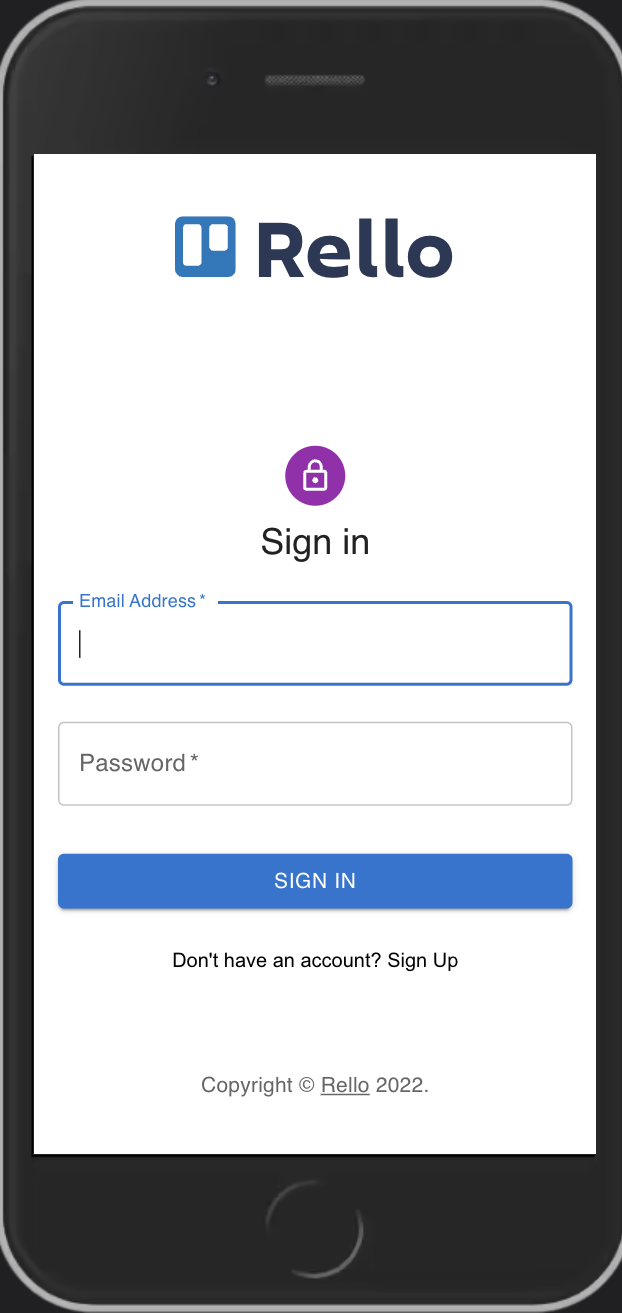 Rello
Sign in
Email Address *
Password *
SIGN IN
Don't have an account? Sign Up
Copyright © Rello 2022.